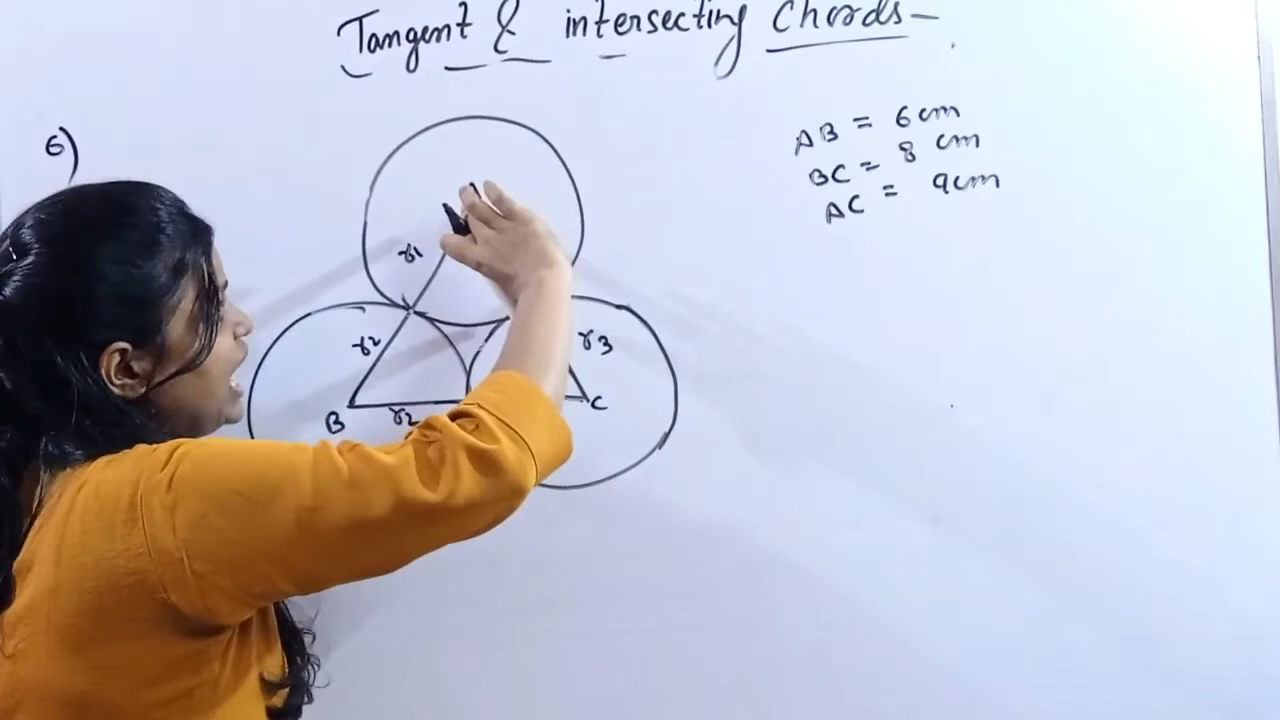 Tangent & intersecting Chords -
6)
AB = 6 cm
BC = 8 cm
AC = 9cm
r1
r2
r3
B
r2
C